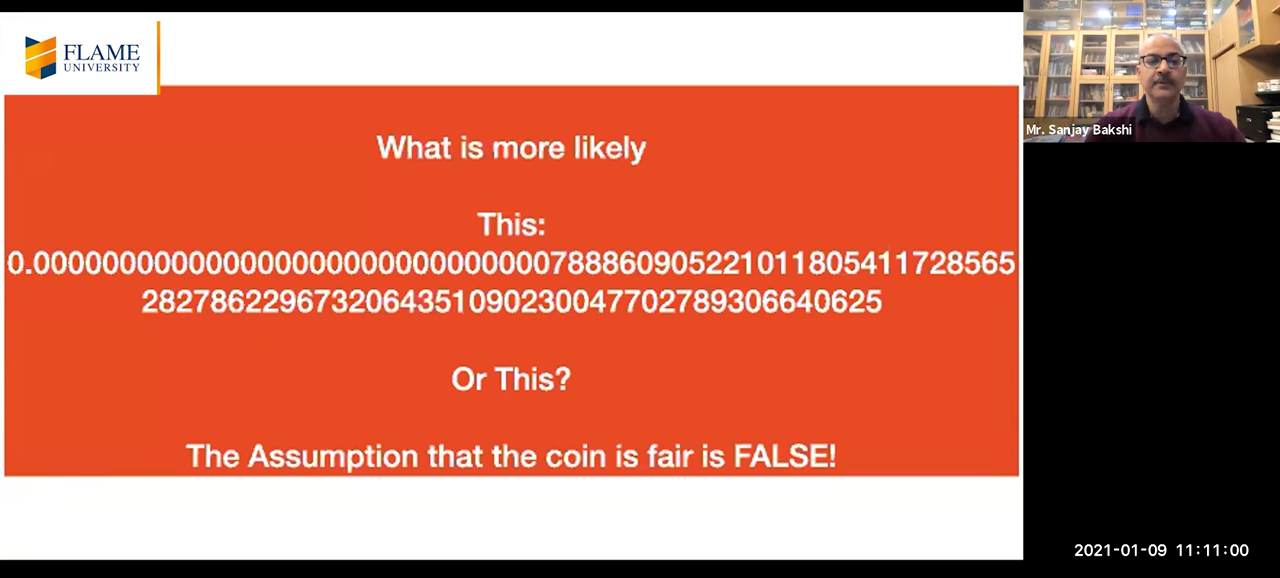 FLAME
UNIVERSITY
What is more likely
This:
0.000000000000000000000000000000788860905221011805411728565
2827862296732064351090230047702789306640625
Or This?
The Assumption that the coin is fair is FALSE!
Mr. Sanjay Bakshi
2021-01-09 11:11:00